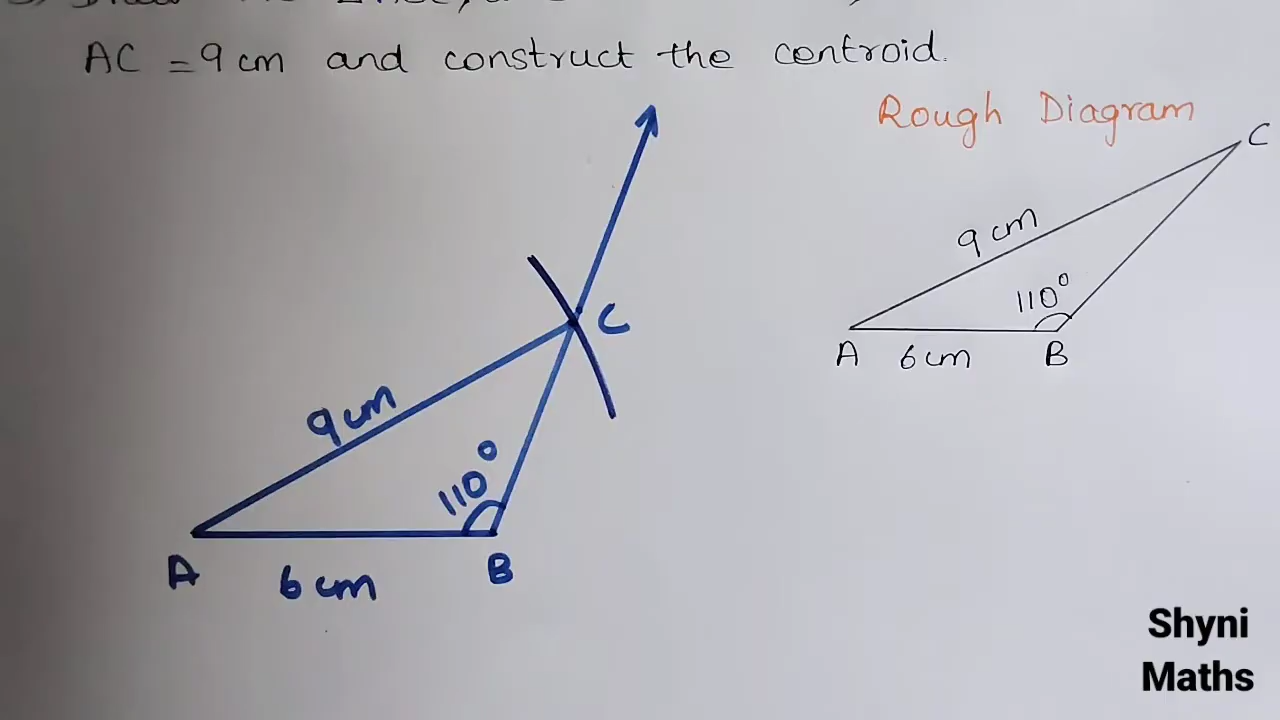 AC = 9 cm and construct the centroid.
Rough Diagram
C
9 cm
110°
A 6 cm B
C
9 cm
110°
A 6 cm B
Shyni
Maths